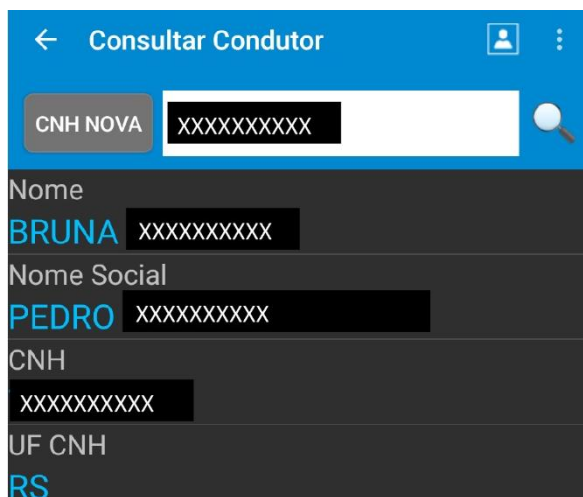 Consultar Condutor
CNH NOVA XXXXXXXXXX
Nome
BRUNA XXXXXXXXXX
Nome Social
PEDRO XXXXXXXXXX
CNH
XXXXXXXXXX
UF CNH
RS